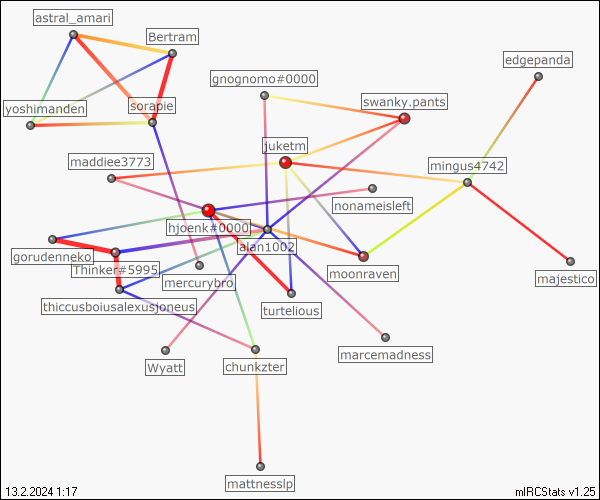 astral_amari
Bertram
edgepanda
gnognomo#0000
swanky.pants
yoshimanden
sorapie
juketm
maddiee3773
mingus4742
nonameisleft
hjoenk#0000
alan1002
gorudenneko
Thinker#5995
moonraven
majestico
mercurybro
thiccusboiusalexusjoneus
turtelious
marcemadness
Wyatt
chunkzter
mattnesslp
13.2.2024 1:17
mIRCStats v1.25